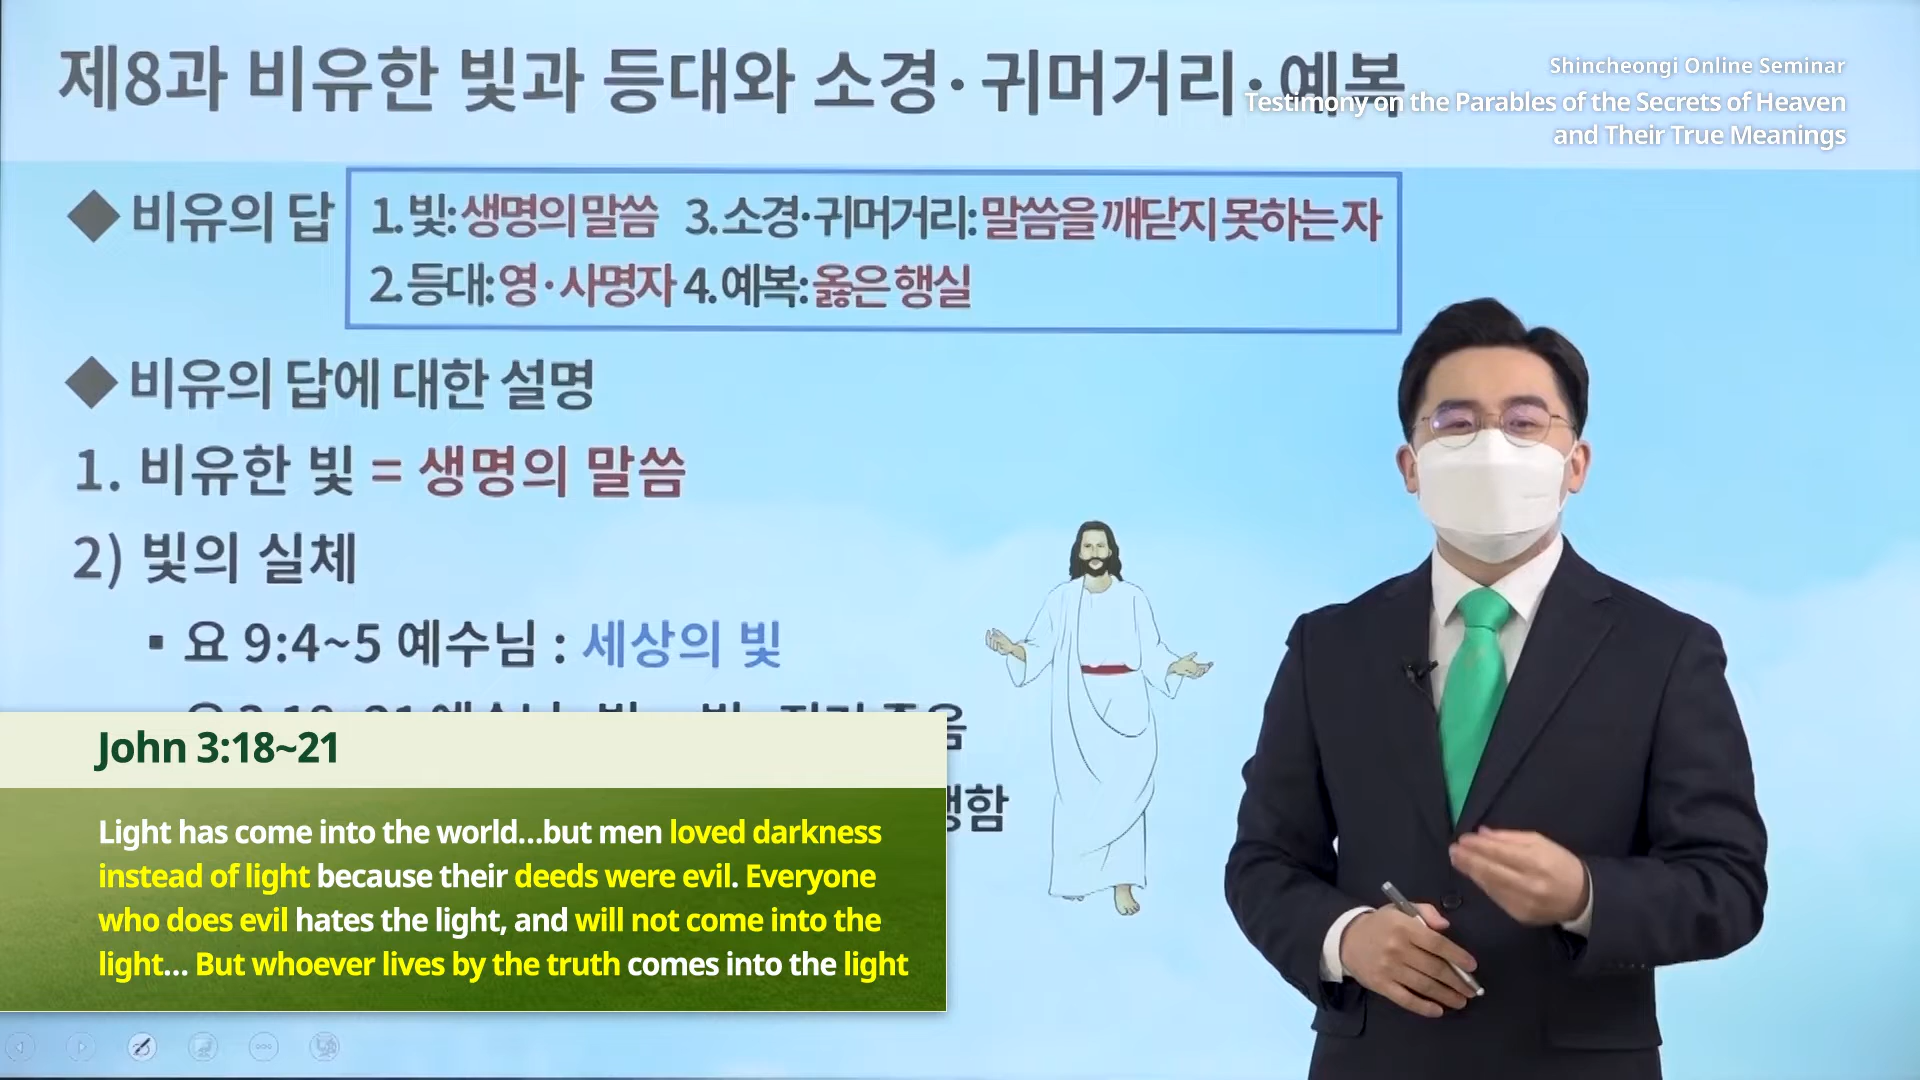 제8과 비유한 빛과 등대와 소경·귀머거리·예복
Shincheongi Online Seminar
Testimony on the Parables of the Secrets of Heaven
and Their True Meanings
◆ 비유의 답
1. 빛: 생명의 말씀 3. 소경·귀머거리: 말씀을 깨닫지 못하는 자
2. 등대: 영·사명자 4. 예복: 옳은 행실
◆ 비유의 답에 대한 설명
1. 비유한 빛 = 생명의 말씀
2) 빛의 실체
▪ 요 9:4~5 예수님 : 세상의 빛
John 3:18~21
Light has come into the world...but men loved darkness
instead of light because their deeds were evil. Everyone
who does evil hates the light, and will not come into the
light... But whoever lives by the truth comes into the light